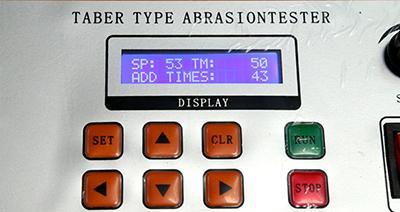 TABER TYPE ABRASIONTESTER
SP: 53 TM: 50
ADD TIMES: 43
DISPLAY
SET CLR RUN
STOP